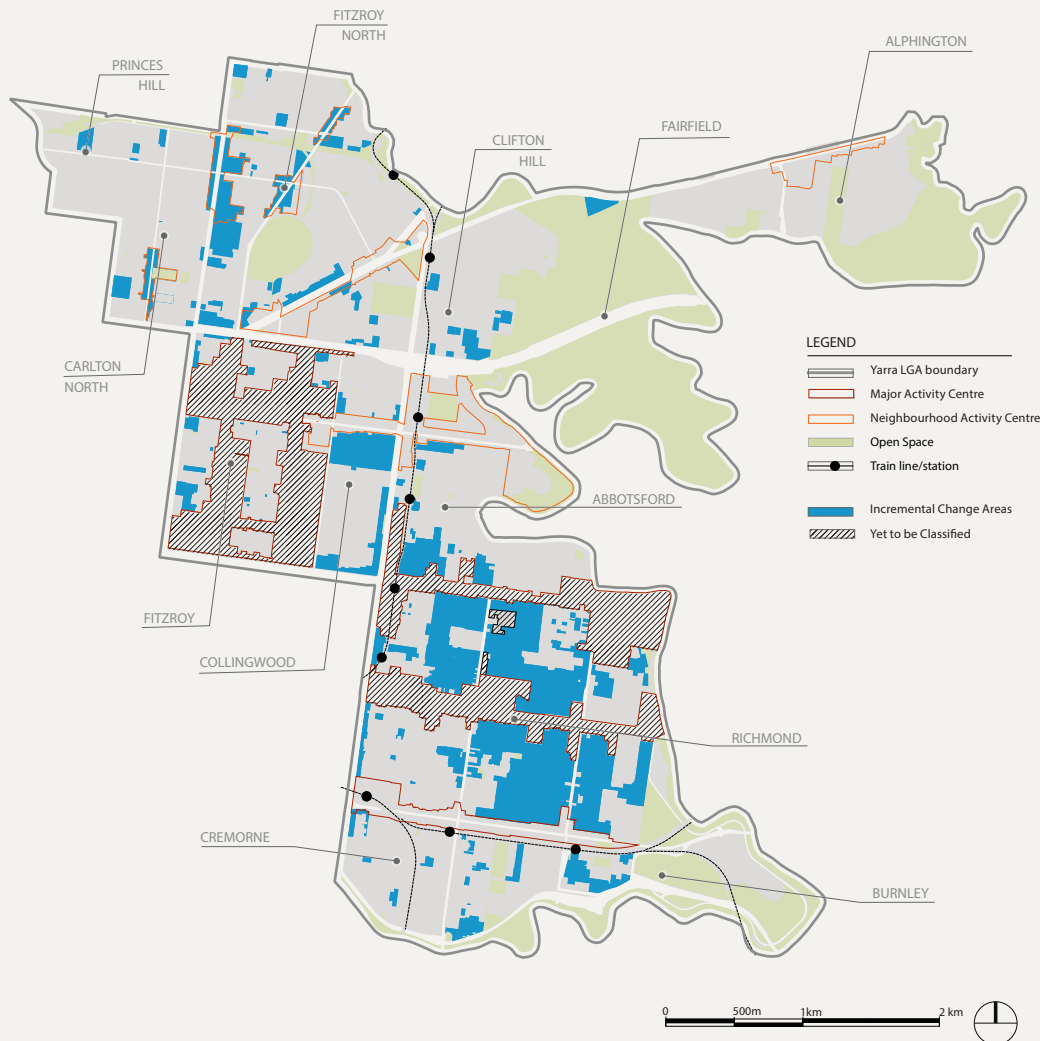 FITZROY
NORTH
ALPHINGTON
PRINCES
HILL
CLIFTON
HILL
FAIRFIELD
CARLTON
NORTH
LEGEND
Yarra LGA boundary
Major Activity Centre
Neighbourhood Activity Centre
Open Space
Train line/station
Incremental Change Areas
Yet to be Classified
ABBOTSFORD
FITZROY
COLLINGWOOD
RICHMOND
CREMORNE
BURNLEY
0 500m 1km 2 km